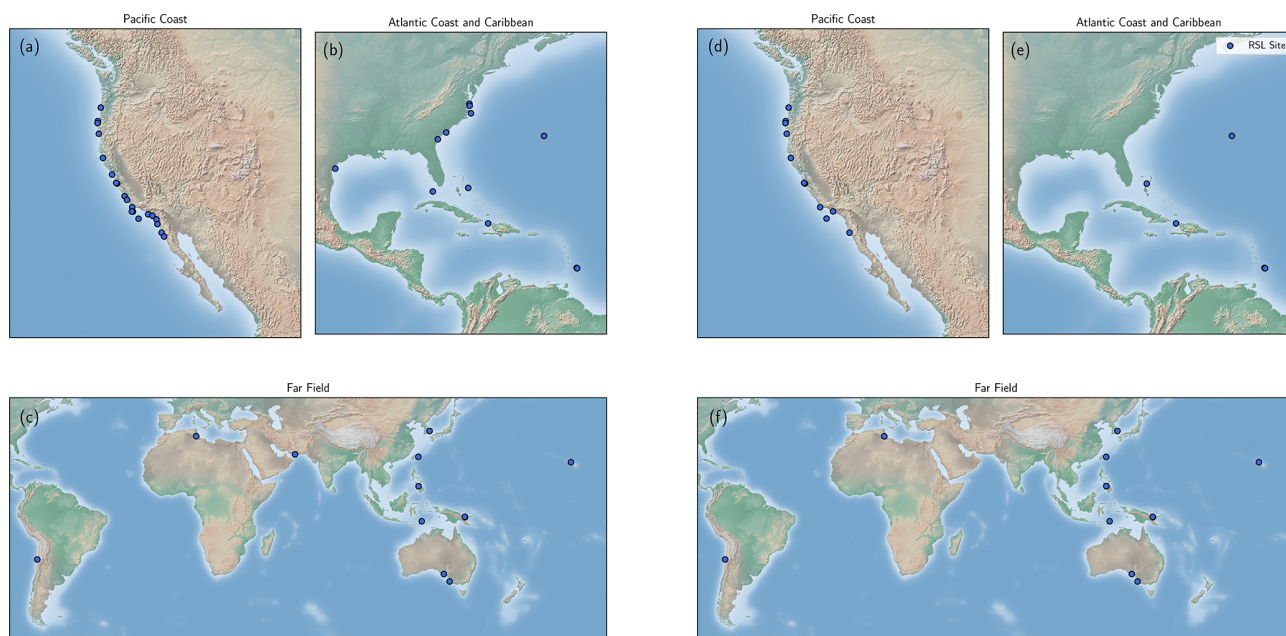 Pacific Coast
(a)
Atlantic Coast and Caribbean
(b)
Pacific Coast
(d)
Atlantic Coast and Caribbean
(e)
RSL Site
Far Field
(c)
Far Field
(f)